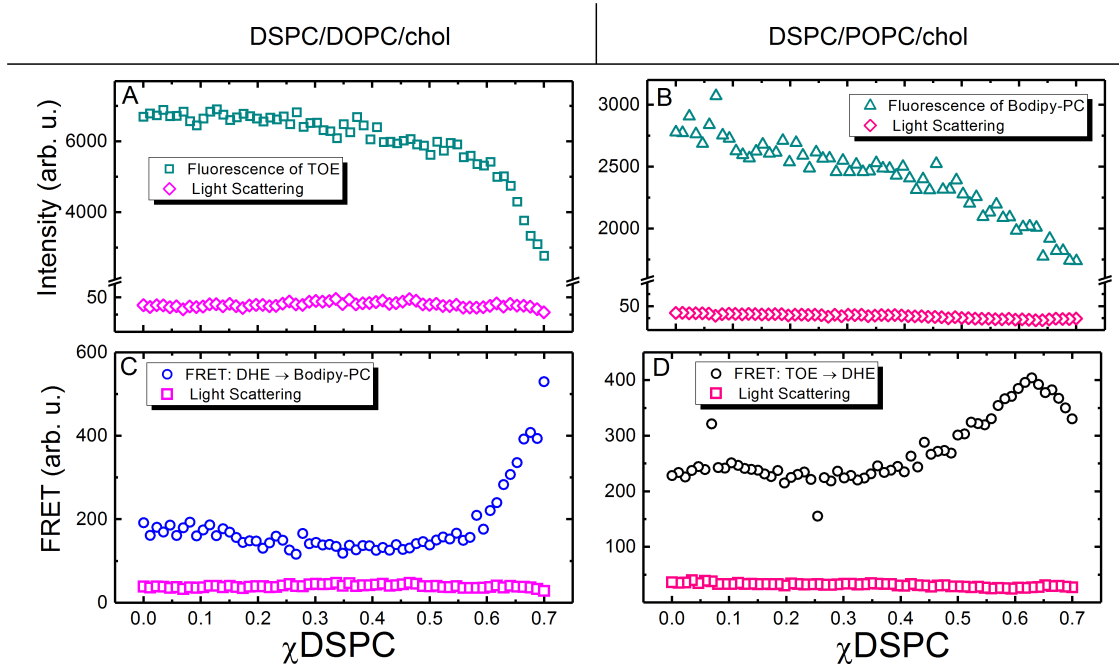 DSPC/DOPC/chol
DSPC/POPC/chol
A
Fluorescence of TOE
Light Scattering
Intensity (arb. u.)
6000
4000
50
B
Fluorescence of Bodipy-PC
Light Scattering
3000
2500
2000
50
C
FRET: DHE → Bodipy-PC
Light Scattering
FRET (arb. u.)
600
400
200
0
0.0 0.1 0.2 0.3 0.4 0.5 0.6 0.7
χDSPC
D
FRET: TOE → DHE
Light Scattering
400
300
200
100
0.0 0.1 0.2 0.3 0.4 0.5 0.6 0.7
χDSPC